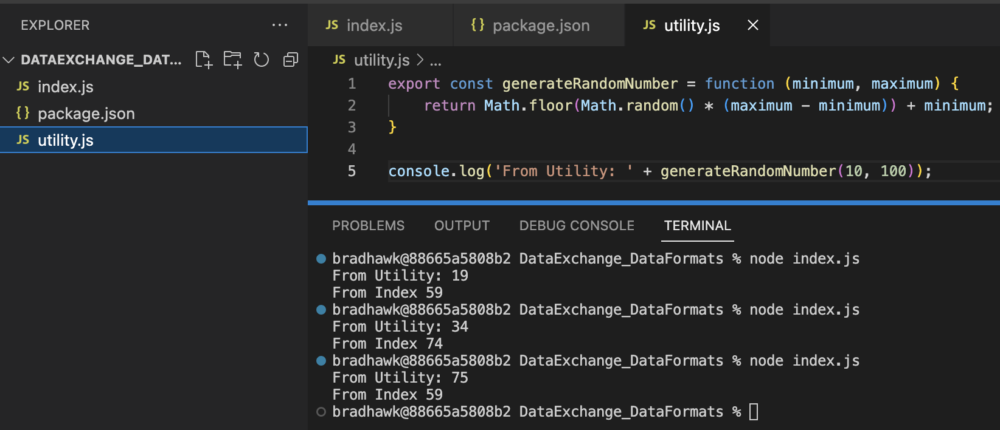 EXPLORER ...
DATAEXCHANGE_DAT...
JS index.js
{} package.json
JS utility.js
JS index.js {} package.json JS utility.js
JS utility.js > ...
1 export const generateRandomNumber = function (minimum, maximum) {
2 return Math.floor(Math.random() * (maximum - minimum)) + minimum;
3 }
4
5 console.log('From Utility: ' + generateRandomNumber(10, 100));
PROBLEMS OUTPUT DEBUG CONSOLE TERMINAL
bradhawk@88665a5808b2 DataExchange_DataFormats % node index.js
From Utility: 19
From Index 59
bradhawk@88665a5808b2 DataExchange_DataFormats % node index.js
From Utility: 34
From Index 74
bradhawk@88665a5808b2 DataExchange_DataFormats % node index.js
From Utility: 75
From Index 59
bradhawk@88665a5808b2 DataExchange_DataFormats %